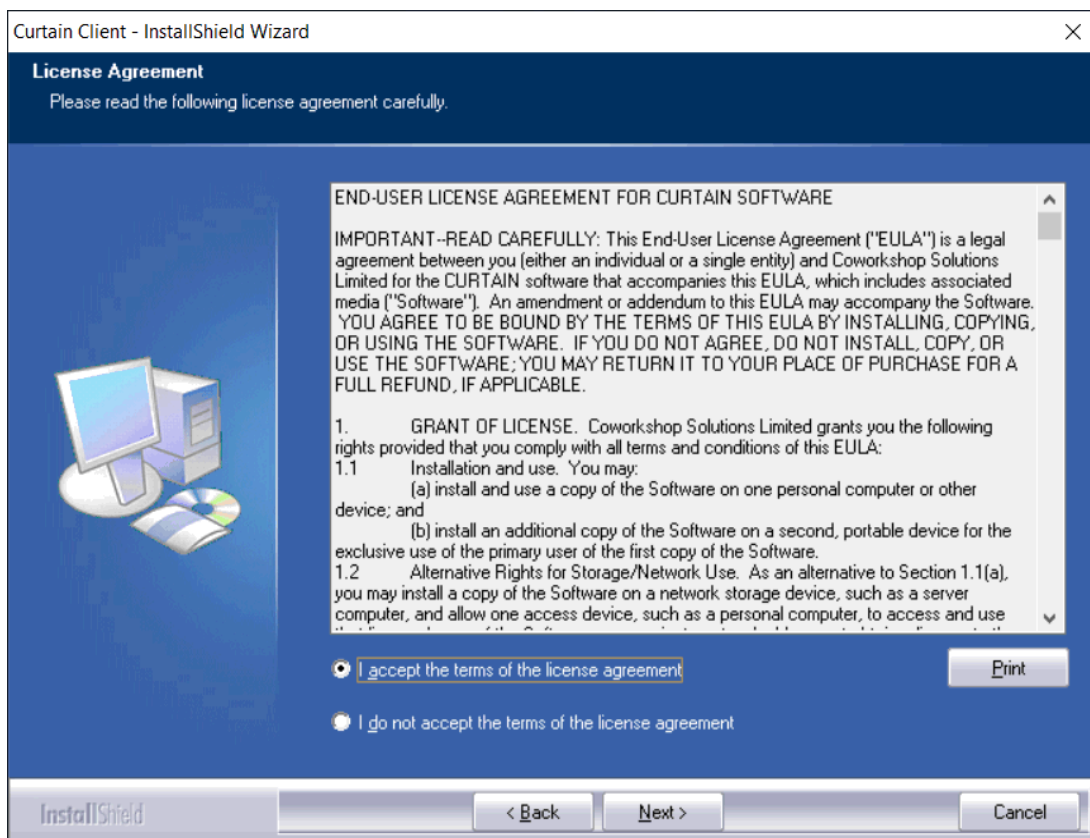 Curtain Client - InstallShield Wizard
License Agreement
Please read the following license agreement carefully.
END-USER LICENSE AGREEMENT FOR CURTAIN SOFTWARE
IMPORTANT--READ CAREFULLY: This End-User License Agreement ("EULA") is a legal
agreement between you (either an individual or a single entity) and Coworkshop Solutions
Limited for the CURTAIN software that accompanies this EULA, which includes associated
media ("Software").  An amendment or addendum to this EULA may accompany the Software.
YOU AGREE TO BE BOUND BY THE TERMS OF THIS EULA BY INSTALLING, COPYING,
OR USING THE SOFTWARE.  IF YOU DO NOT AGREE, DO NOT INSTALL, COPY, OR
USE THE SOFTWARE; YOU MAY RETURN IT TO YOUR PLACE OF PURCHASE FOR A
FULL REFUND, IF APPLICABLE.
1. GRANT OF LICENSE.  Coworkshop Solutions Limited grants you the following
rights provided that you comply with all terms and conditions of this EULA:
1.1 Installation and use.  You may:
(a) install and use a copy of the Software on one personal computer or other
device; and
(b) install an additional copy of the Software on a second, portable device for the
exclusive use of the primary user of the first copy of the Software.
1.2 Alternative Rights for Storage/Network Use.  As an alternative to Section 1.1(a),
you may install a copy of the Software on a network storage device, such as a server
computer, and allow one access device, such as a personal computer, to access and use
I accept the terms of the license agreement
Print
I do not accept the terms of the license agreement
InstallShield
< Back
Next >
Cancel